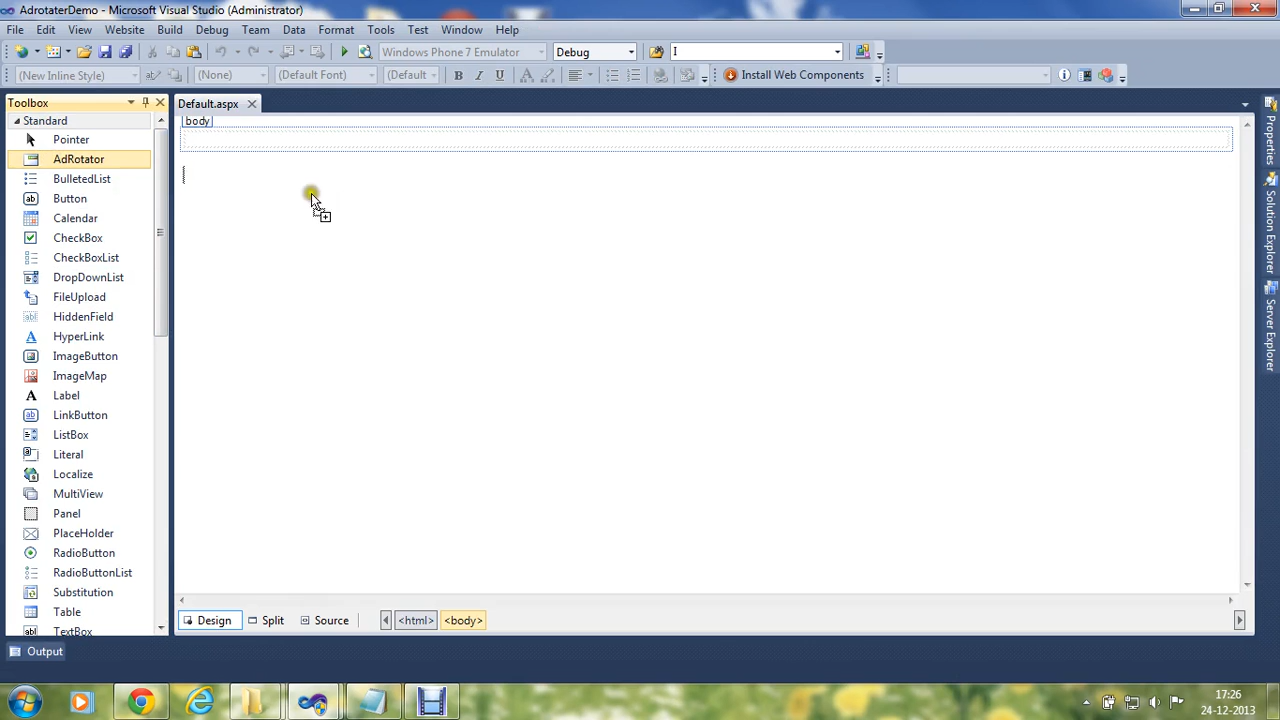 AdrotaterDemo - Microsoft Visual Studio (Administrator)
File Edit View Website Build Debug Team Data Format Tools Test Window Help
Windows Phone 7 Emulator Debug I
(New Inline Style) (None) (Default Font) (Default B I U A Install Web Components
Toolbox
Default.aspx
Standard
body
Pointer
AdRotator
BulletedList
Button
Calendar
CheckBox
CheckBoxList
DropDownList
FileUpload
HiddenField
HyperLink
ImageButton
ImageMap
Label
LinkButton
ListBox
Literal
Localize
MultiView
Panel
PlaceHolder
RadioButton
RadioButtonList
Substitution
Table
TextBox
Properties
Solution Explorer
Server Explorer
Design Split Source <html> <body>
Output
17:26
24-12-2013